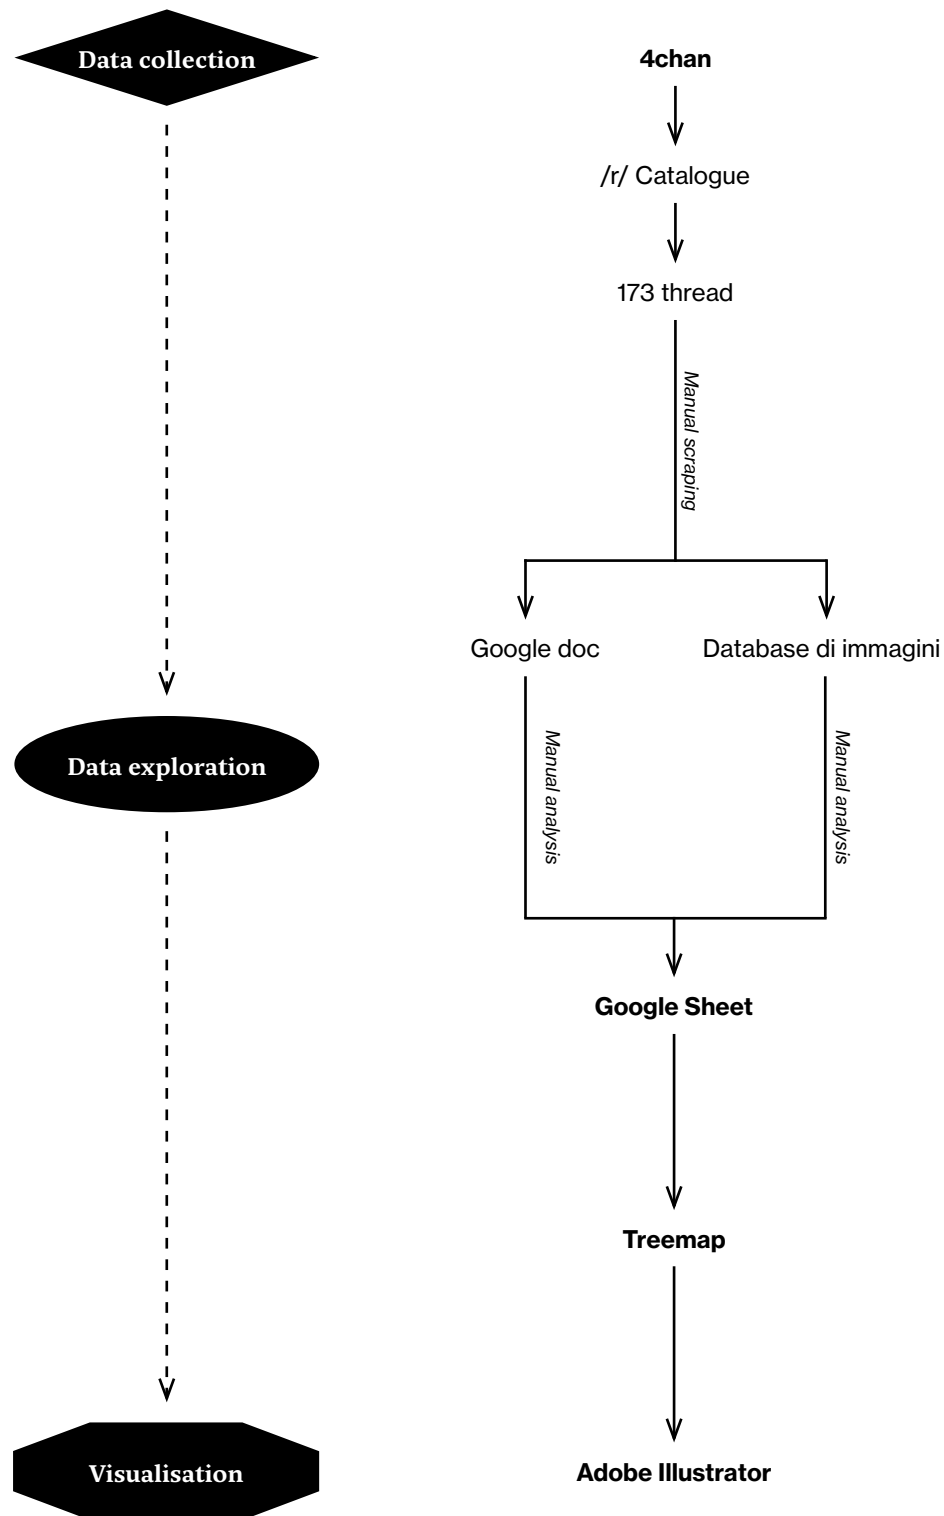 Data collection
4chan
/r/ Catalogue
173 thread
Manual scraping
Google doc
Database di immagini
Data exploration
Manual analysis
Manual analysis
Google Sheet
Treemap
Visualisation
Adobe Illustrator